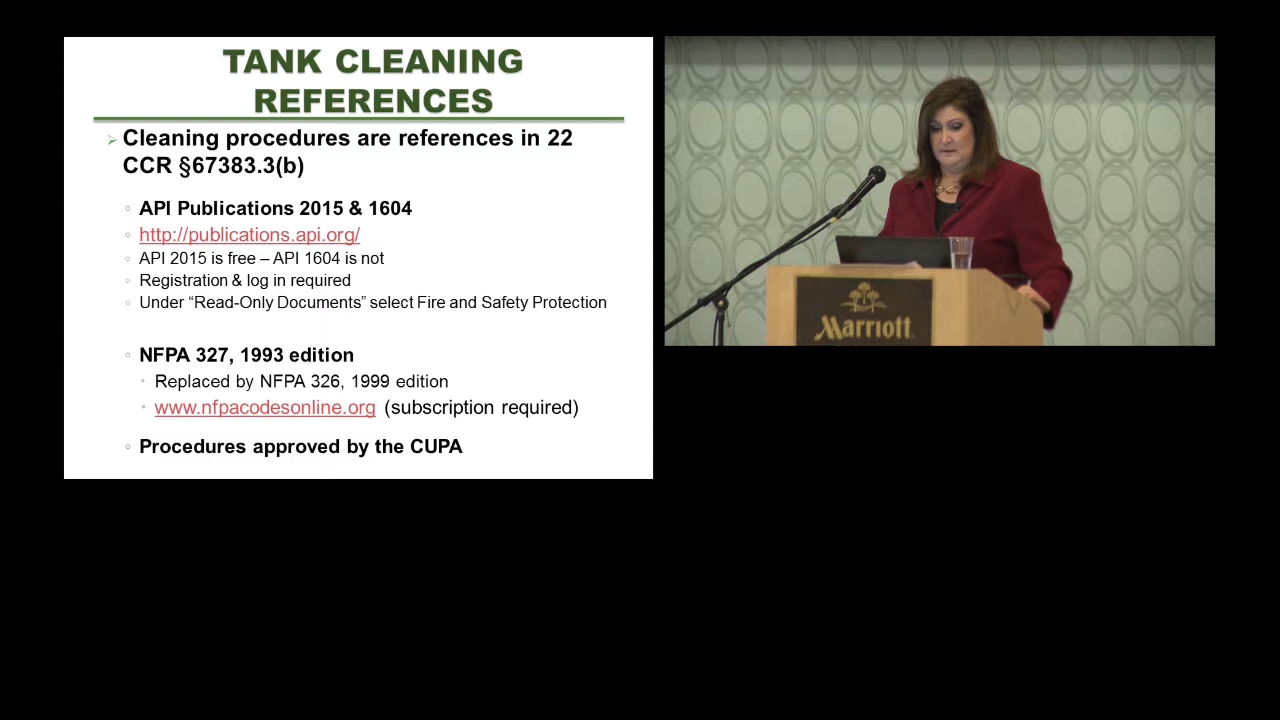 TANK CLEANING
REFERENCES
Cleaning procedures are references in 22
CCR §67383.3(b)
API Publications 2015 & 1604
http://publications.api.org/
API 2015 is free – API 1604 is not
Registration & log in required
Under “Read-Only Documents” select Fire and Safety Protection
NFPA 327, 1993 edition
Replaced by NFPA 326, 1999 edition
www.nfpacodesonline.org (subscription required)
Procedures approved by the CUPA
Marriott